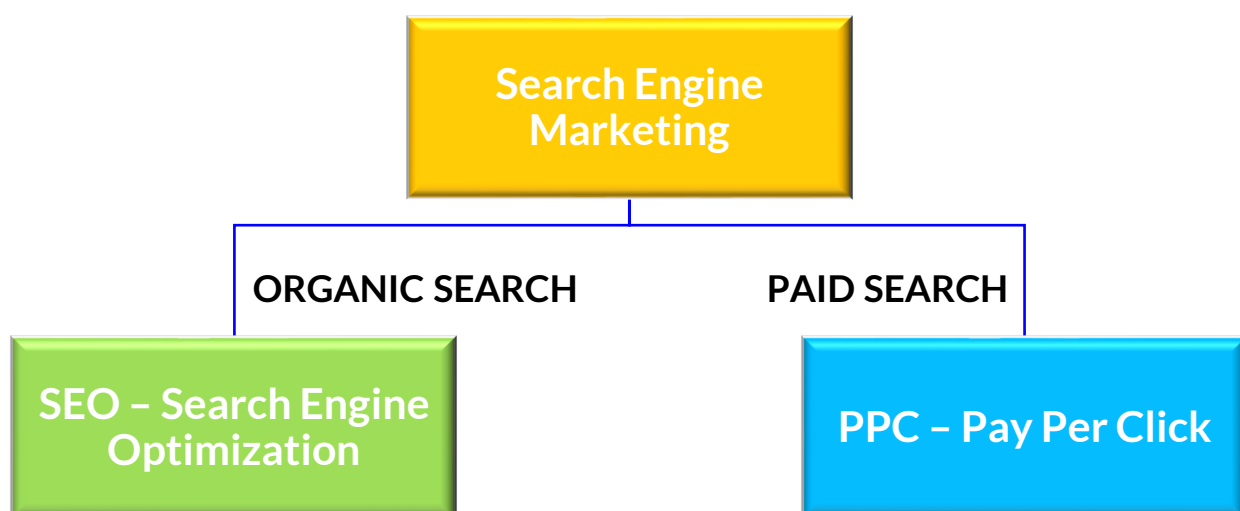 Search Engine
Marketing
ORGANIC SEARCH
PAID SEARCH
SEO – Search Engine
Optimization
PPC – Pay Per Click